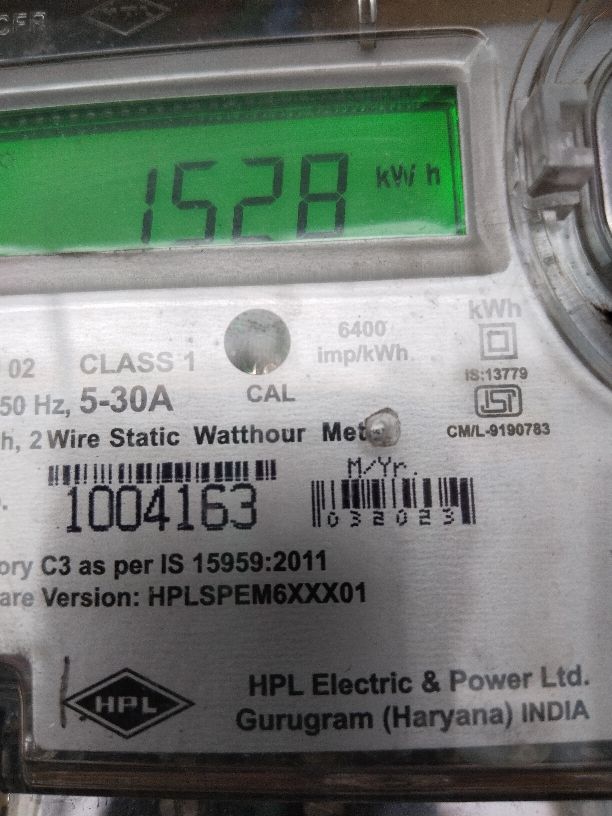 1528 kWh
kWh
02 CLASS 1
6400
imp/kWh
IS:13779
50 Hz, 5-30A
CAL
CM/L-9190783
h, 2 Wire Static Watthour
M/Yr.
1004163
032023
ory C3 as per IS 15959:2011
are Version: HPLSPEM6XXX01
HPL
HPL Electric & Power Ltd.
Gurugram (Haryana) INDIA